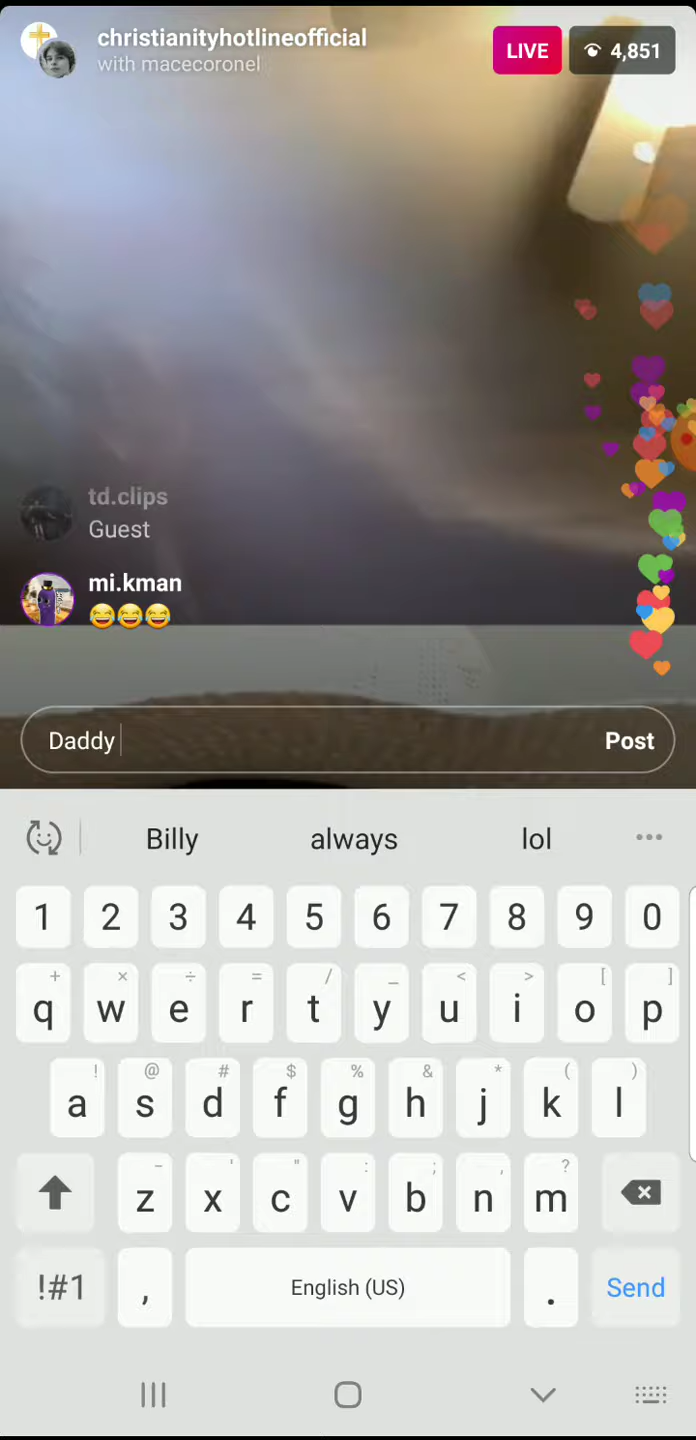 christianityhotlineofficial
with macecoronel
LIVE
4,851
td.clips
Guest
mi.kman
😂😂😂
Daddy
Post
Billy always lol
1 2 3 4 5 6 7 8 9 0
+ × ÷ = / _ < > [ ]
q w e r t y u i o p
! @ # $ % & * ( )
a s d f g h j k l
- ' " : ; , ?
z x c v b n m
!#1 , English (US) . Send